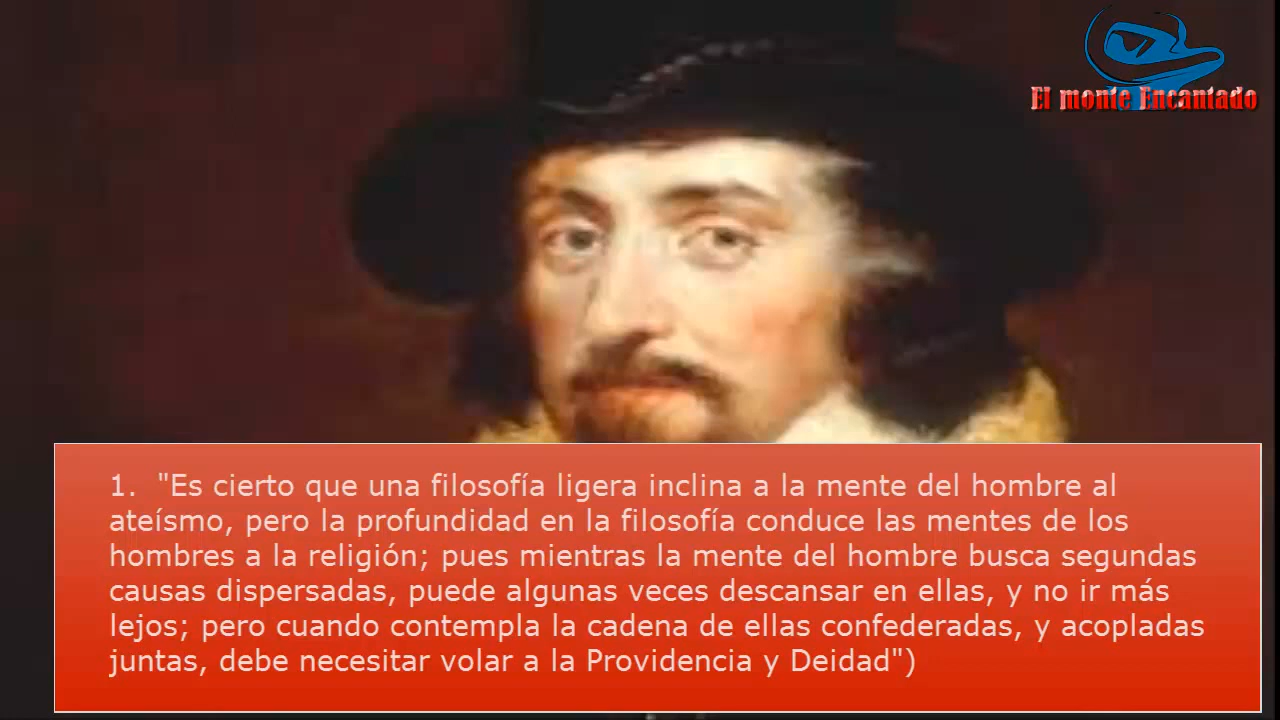 El monte Encantado
1. "Es cierto que una filosofía ligera inclina a la mente del hombre al
ateísmo, pero la profundidad en la filosofía conduce las mentes de los
hombres a la religión; pues mientras la mente del hombre busca segundas
causas dispersadas, puede algunas veces descansar en ellas, y no ir más
lejos; pero cuando contempla la cadena de ellas confederadas, y acopladas
juntas, debe necesitar volar a la Providencia y Deidad")